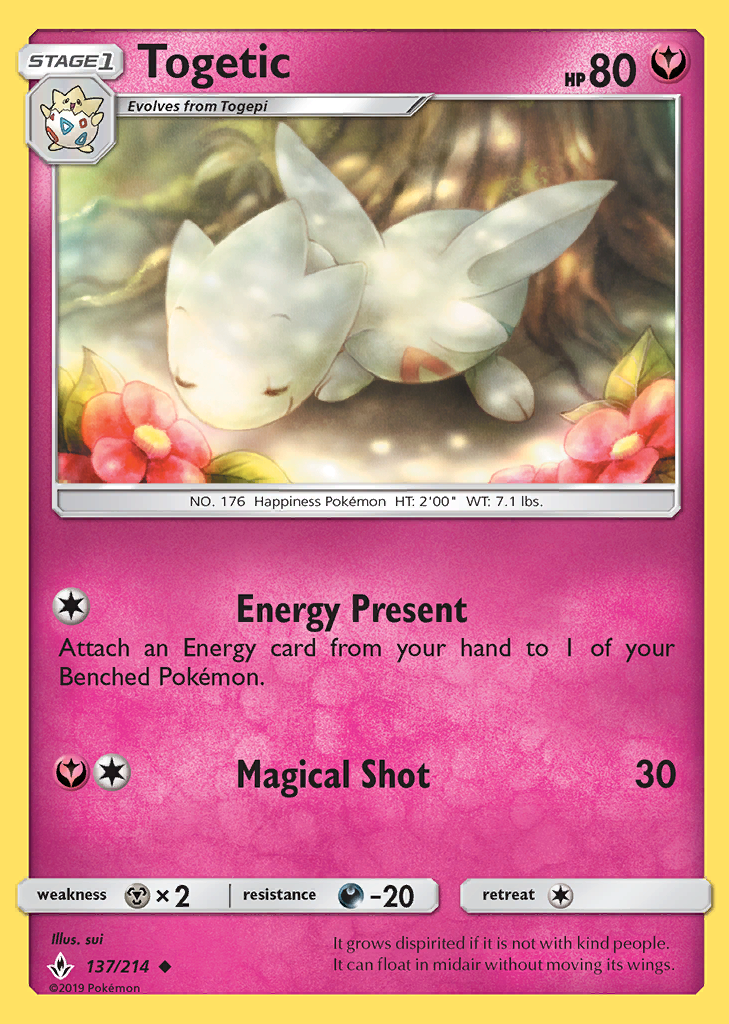 STAGE1
Togetic
HP80
Evolves from Togepi
NO. 176 Happiness Pokémon HT: 2'00" WT: 7.1 lbs.
Energy Present
Attach an Energy card from your hand to 1 of your
Benched Pokémon.
Magical Shot 30
weakness ×2 resistance -20 retreat
Illus. sui
137/214
©2019 Pokémon
It grows dispirited if it is not with kind people.
It can float in midair without moving its wings.